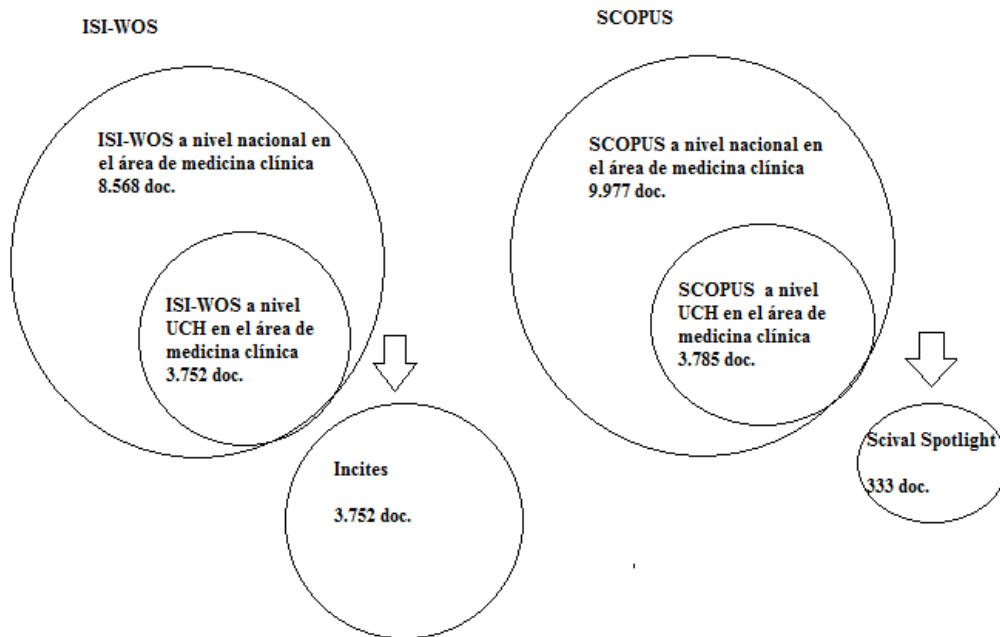 ISI-WOS
ISI-WOS a nivel nacional en
el área de medicina clínica
8.568 doc.
ISI-WOS a nivel
UCH en el área de
medicina clínica
3.752 doc.
Incites
3.752 doc.
SCOPUS
SCOPUS a nivel nacional en
el área de medicina clínica
9.977 doc.
SCOPUS a nivel
UCH en el área de
medicina clínica
3.785 doc.
Scival Spotlight
333 doc.